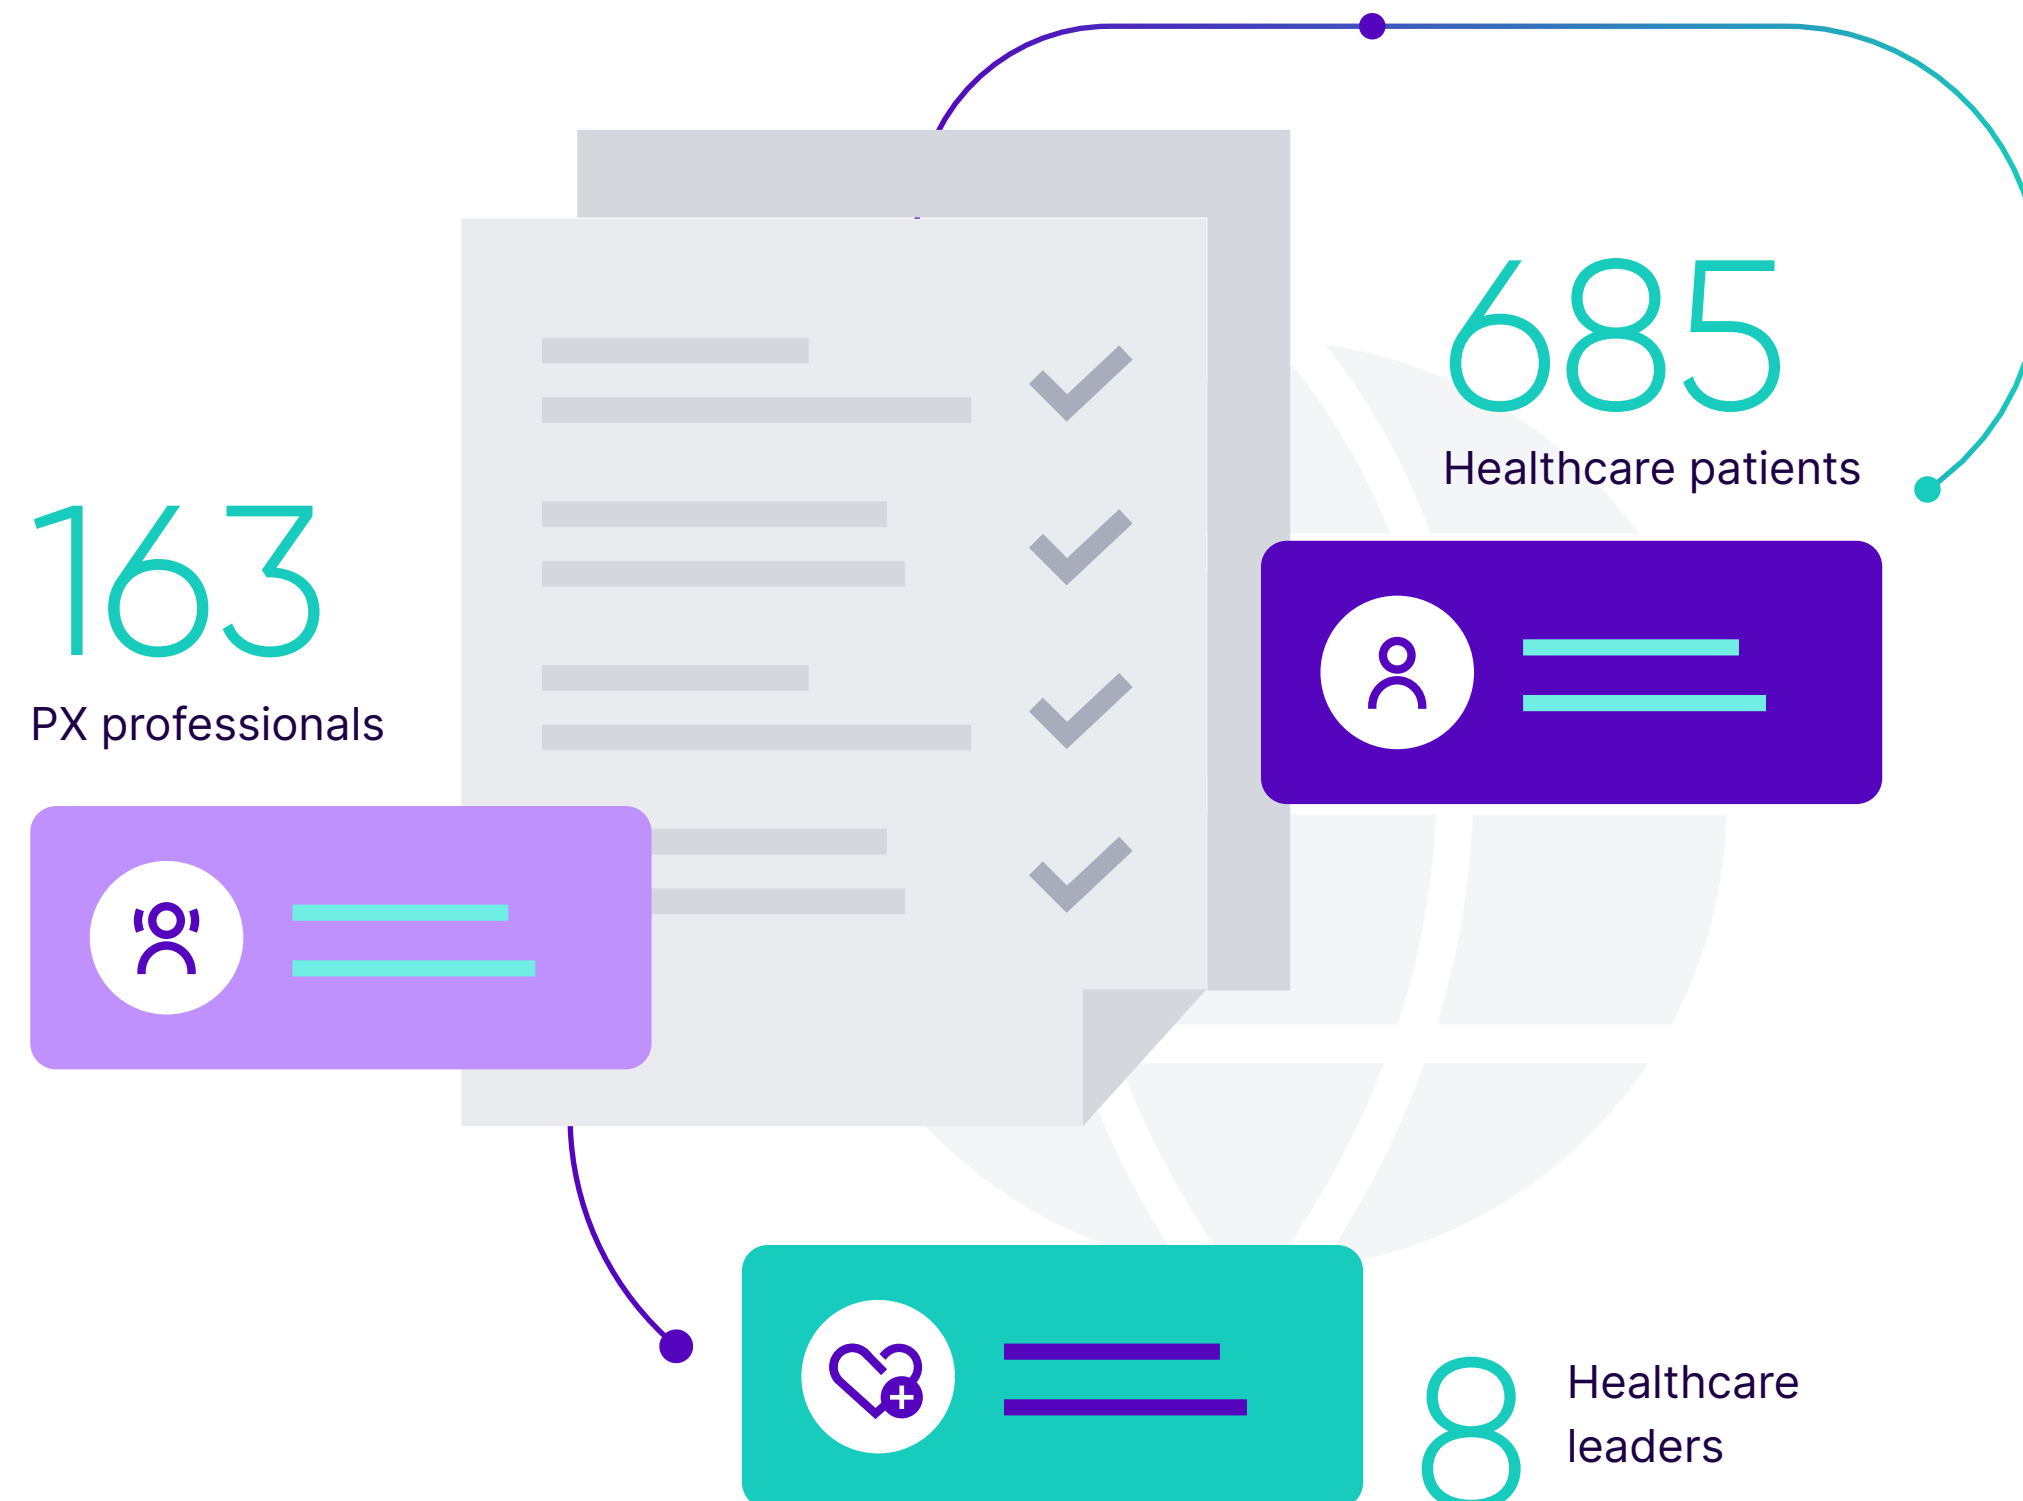 685
Healthcare patients
163
PX professionals
8
Healthcare
leaders